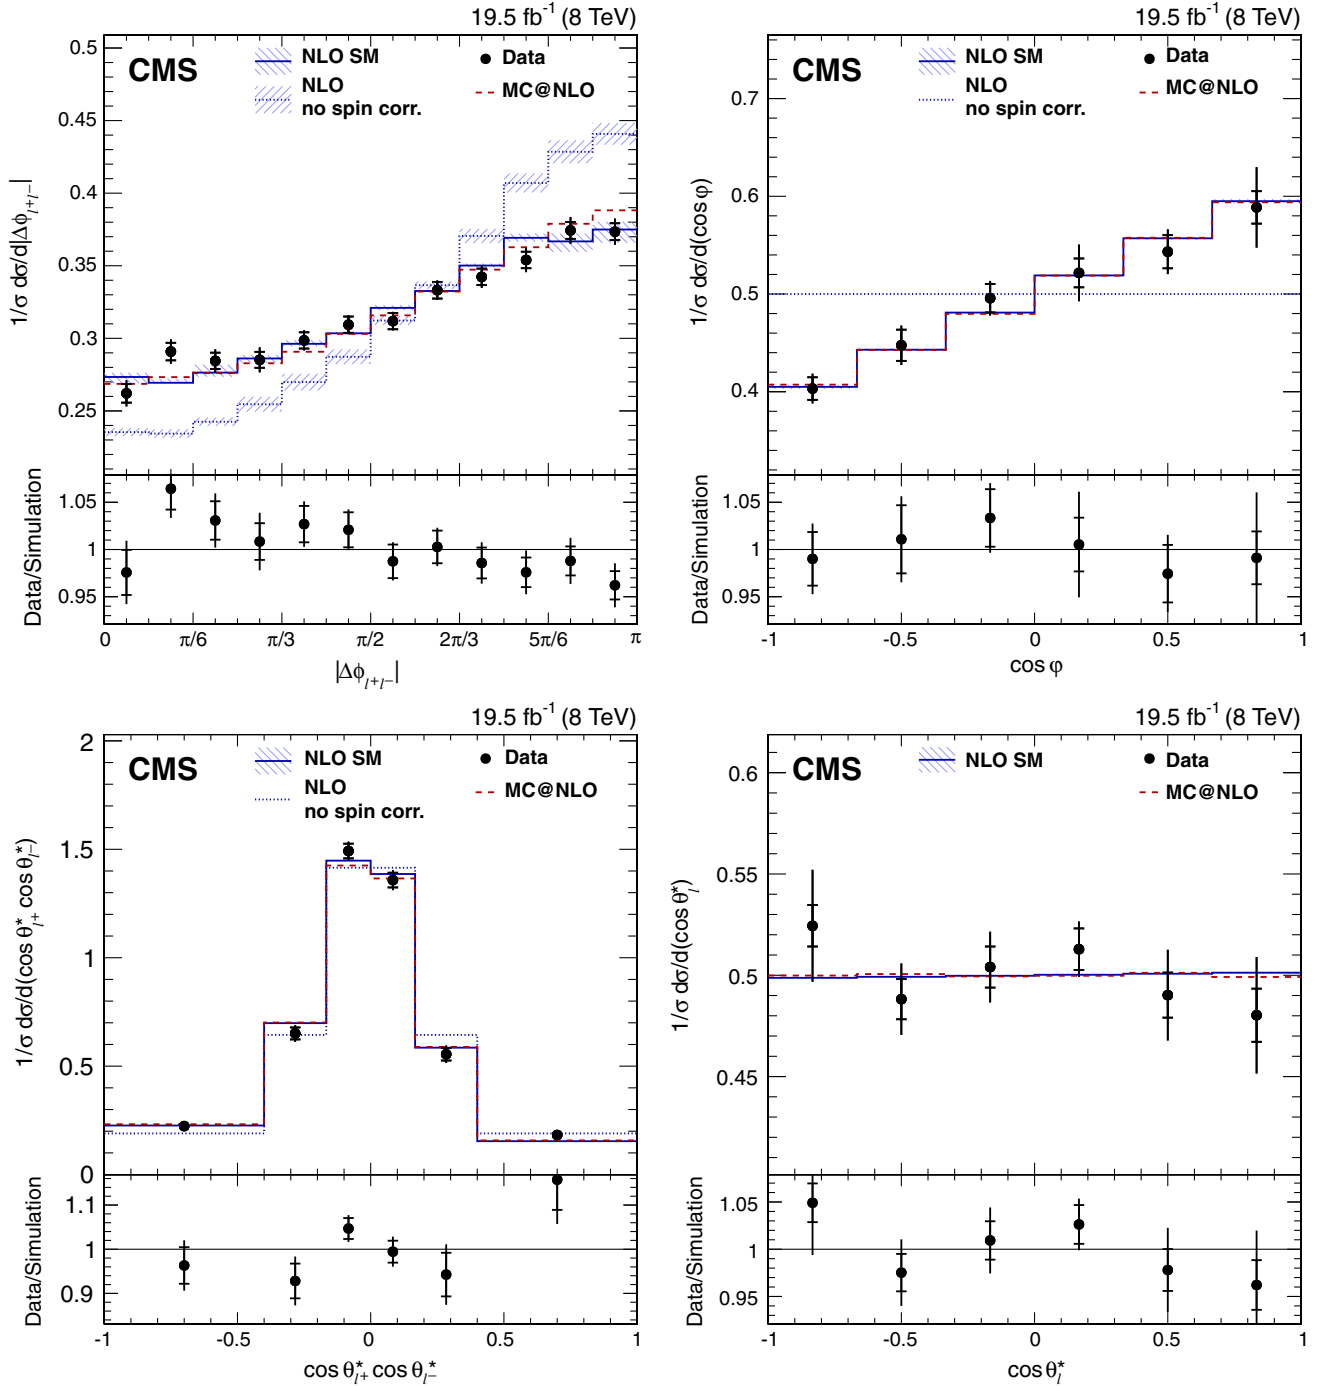 19.5 fb⁻¹ (8 TeV)
CMS
NLO SM
NLO
no spin corr.
Data
MC@NLO
1/σ dσ/d|Δϕ_{l+l−}|
0.5
0.45
0.4
0.35
0.3
0.25
Data/Simulation
1.05
1
0.95
0 π/6 π/3 π/2 2π/3 5π/6 π
|Δϕ_{l+l−}|
19.5 fb⁻¹ (8 TeV)
CMS
NLO SM
NLO
no spin corr.
Data
MC@NLO
1/σ dσ/d(cos φ)
0.7
0.6
0.5
0.4
Data/Simulation
1.05
1
0.95
-1 -0.5 0 0.5 1
cos φ
19.5 fb⁻¹ (8 TeV)
CMS
NLO SM
NLO
no spin corr.
Data
MC@NLO
1/σ dσ/d(cos θ*_{l+} cos θ*_{l−})
2
1.5
1
0.5
0
Data/Simulation
1.1
1
0.9
-1 -0.5 0 0.5 1
cos θ*_{l+} cos θ*_{l−}
19.5 fb⁻¹ (8 TeV)
CMS
NLO SM
Data
MC@NLO
1/σ dσ/d(cos θ*_l)
0.6
0.55
0.5
0.45
Data/Simulation
1.05
1
0.95
-1 -0.5 0 0.5 1
cos θ*_l